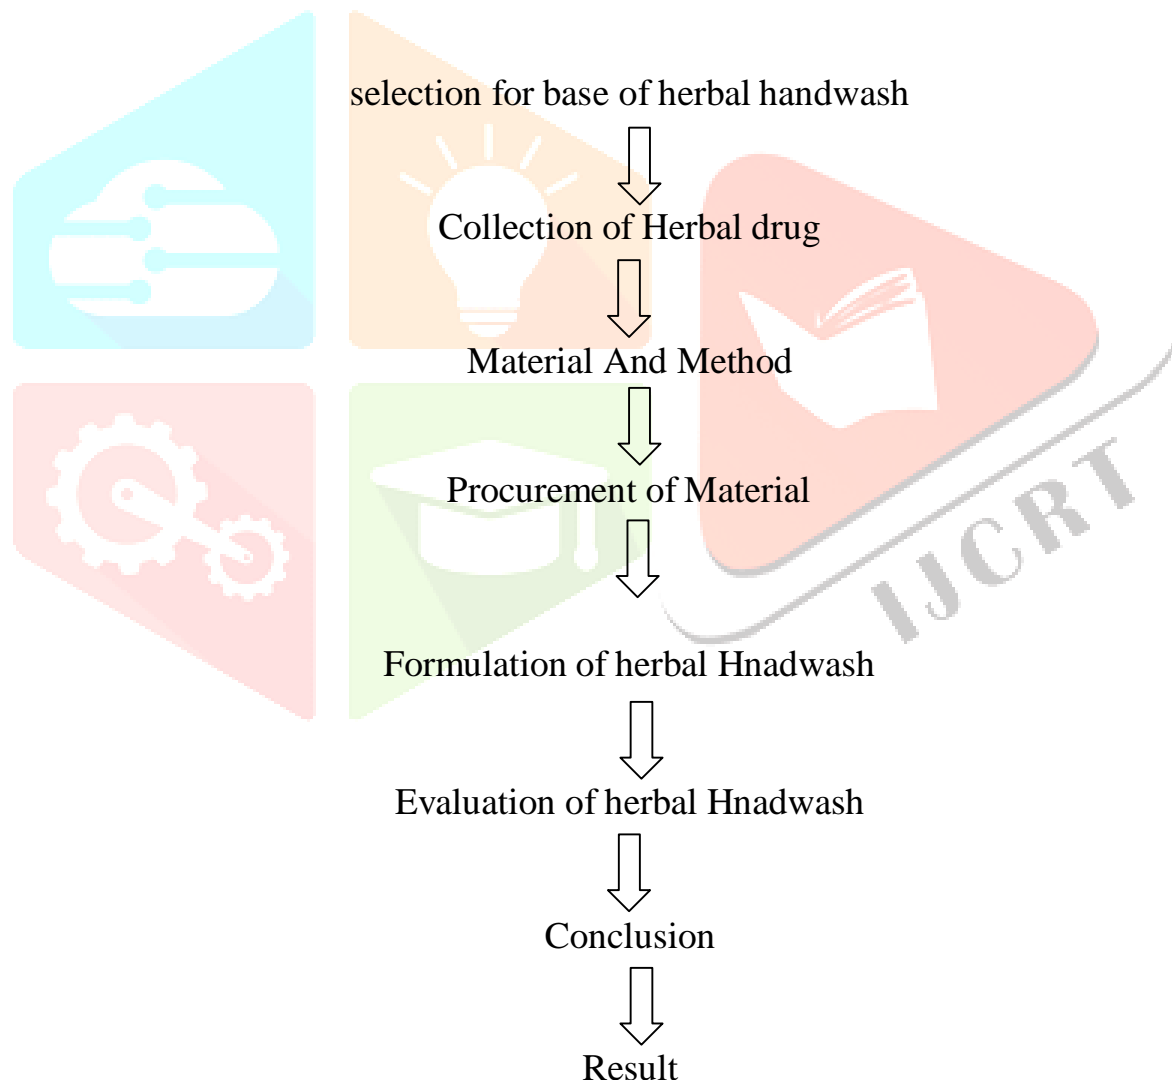 selection for base of herbal handwash
Collection of Herbal drug
Material And Method
Procurement of Material
IJCRT
Formulation of herbal Hnadwash
Evaluation of herbal Hnadwash
Conclusion
Result